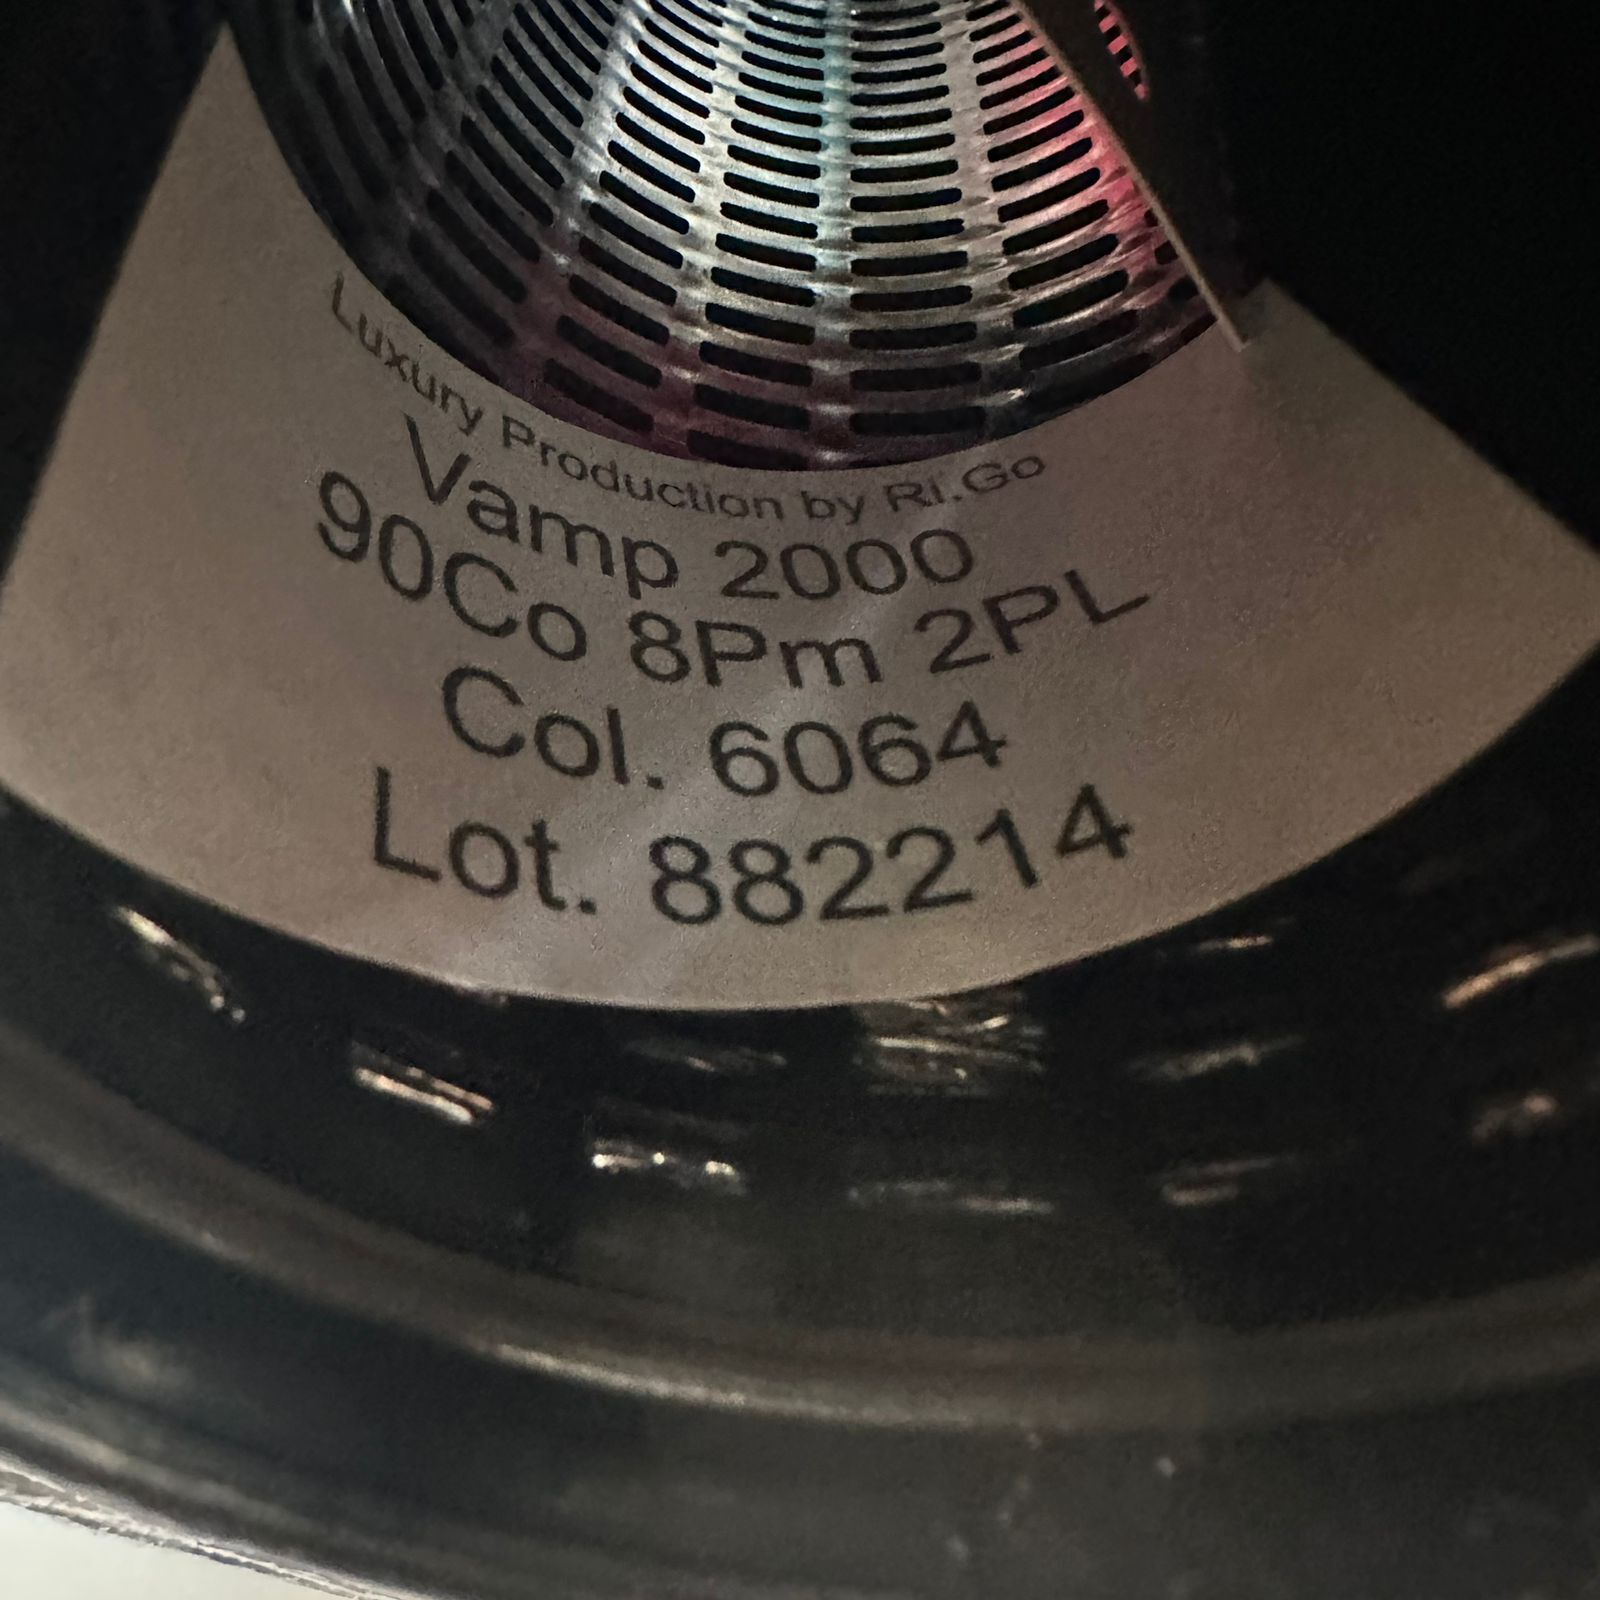 Luxury Production by Ri.Go
Vamp 2000
90Co 8Pm 2PL
Col. 6064
Lot. 882214